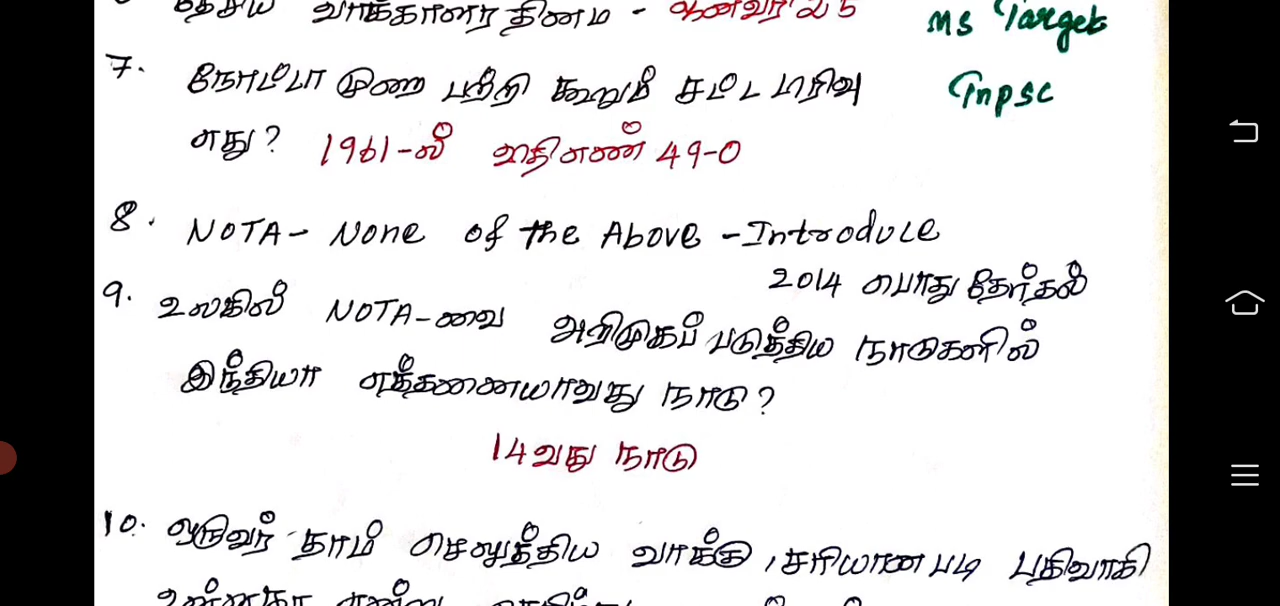 தேசிய வாக்காளர் தினம் - ஜனவரி 25
Ms Target
Tnpsc
7. நோட்டா முறை பற்றி கூறும் சட்ட பிரிவு
எது? 1961-ல் விதி எண் 49-O
8. NOTA - None of the Above - Introduce
2014 பொது தேர்தல்
9. உலகில் NOTA-வை அறிமுகப் படுத்திய நாடுகளில்
இந்தியா எத்தனையாவது நாடு?
14 வது நாடு
10. ஒருவர் தாம் செலுத்திய வாக்கு, சரியான படி பதிவாகி